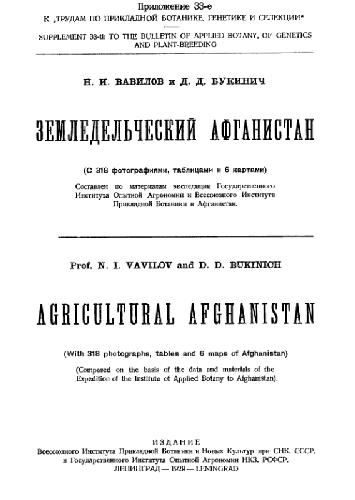 Приложение 33-е
К „ТРУДАМ ПО ПРИКЛАДНОЙ БОТАНИКЕ, ГЕНЕТИКЕ И СЕЛЕКЦИИ“
SUPPLEMENT 33-th TO THE BULLETIN OF APPLIED BOTANY, OF GENETICS
AND PLANT-BREEDING
Н. И. ВАВИЛОВ и Д. Д. БУКИНИЧ
ЗЕМЛЕДЕЛЬЧЕСКИЙ АФГАНИСТАН
(С 318 фотографиями, таблицами и 6 картами)
Составлен по материалам экспедиции Государственного
Института Опытной Агрономии и Всесоюзного Института
Прикладной Ботаники в Афганистан.
Prof. N. I. VAVILOV and D. D. BUKINICH
AGRICULTURAL AFGHANISTAN
(With 318 photographs, tables and 6 maps of Afghanistan)
(Compared on the basis of the data and materials of the
Expedition of the Institute of Applied Botany to Afghanistan).
ИЗДАНИЕ
Всесоюзного Института Прикладной Ботаники и Новых Культур при СНК. СССР.
и Государственного Института Опытной Агрономии НКЗ. РСФСР.
ЛЕНИНГРАД — 1929 — LENINGRAD